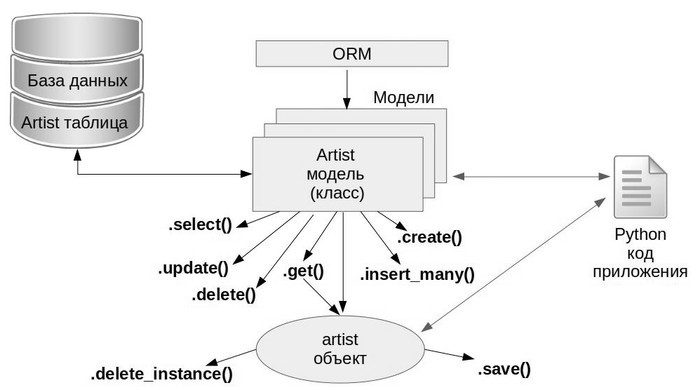 ORM
База данных
Artist таблица
Модели
Artist
модель
(класс)
Python
код
приложения
.select()
.update()
.delete()
.get()
.insert_many()
.create()
artist
объект
.delete_instance()
.save()